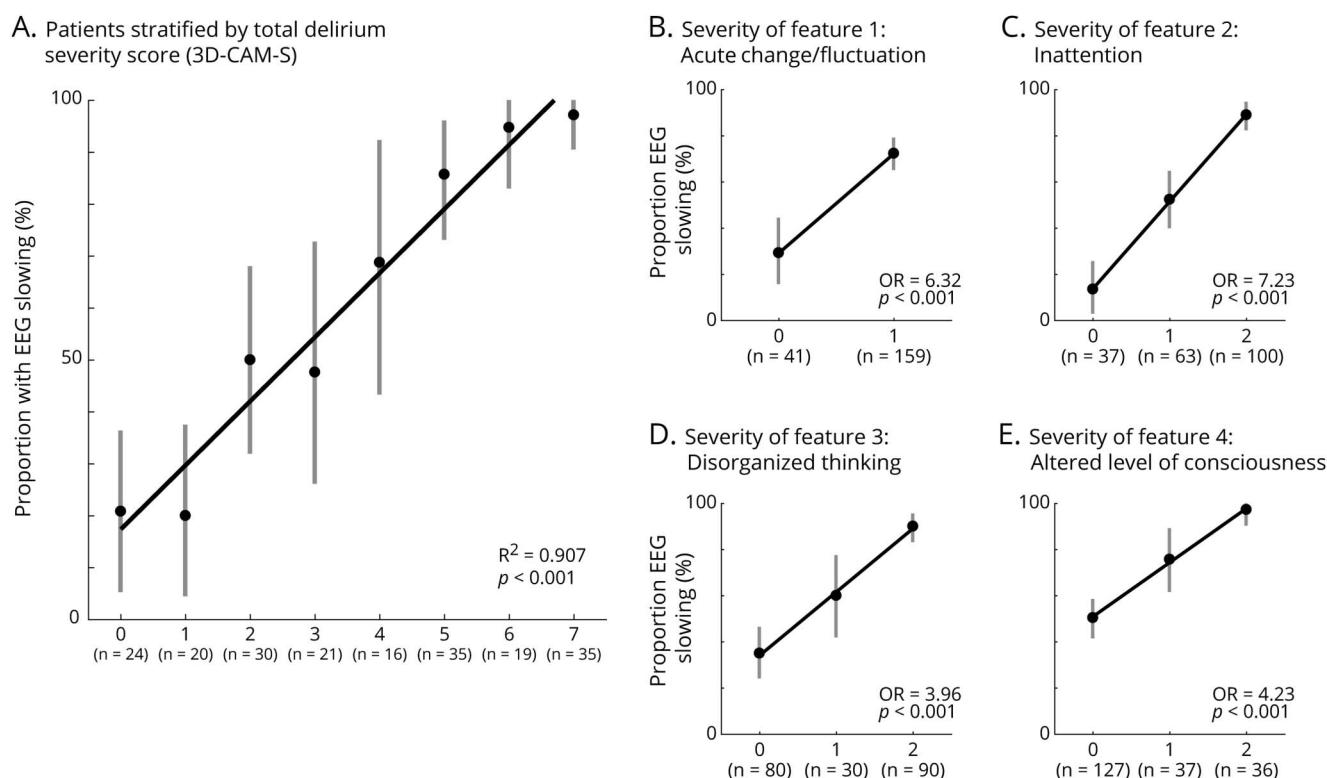 A. Patients stratified by total delirium
severity score (3D-CAM-S)
Proportion with EEG slowing (%)
100
50
0
R² = 0.907
p < 0.001
0 1 2 3 4 5 6 7
(n = 24) (n = 20) (n = 30) (n = 21) (n = 16) (n = 35) (n = 19) (n = 35)
B. Severity of feature 1:
Acute change/fluctuation
Proportion EEG
slowing (%)
100
0
OR = 6.32
p < 0.001
0 1
(n = 41) (n = 159)
C. Severity of feature 2:
Inattention
100
0
OR = 7.23
p < 0.001
0 1 2
(n = 37) (n = 63) (n = 100)
D. Severity of feature 3:
Disorganized thinking
Proportion EEG
slowing (%)
100
0
OR = 3.96
p < 0.001
0 1 2
(n = 80) (n = 30) (n = 90)
E. Severity of feature 4:
Altered level of consciousness
100
0
OR = 4.23
p < 0.001
0 1 2
(n = 127) (n = 37) (n = 36)